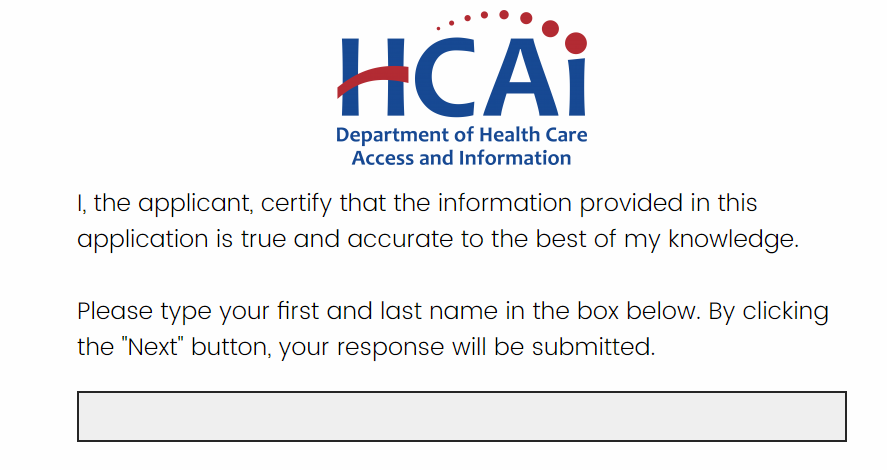 HCAi
Department of Health Care
Access and Information
I, the applicant, certify that the information provided in this
application is true and accurate to the best of my knowledge.
Please type your first and last name in the box below. By clicking
the "Next" button, your response will be submitted.